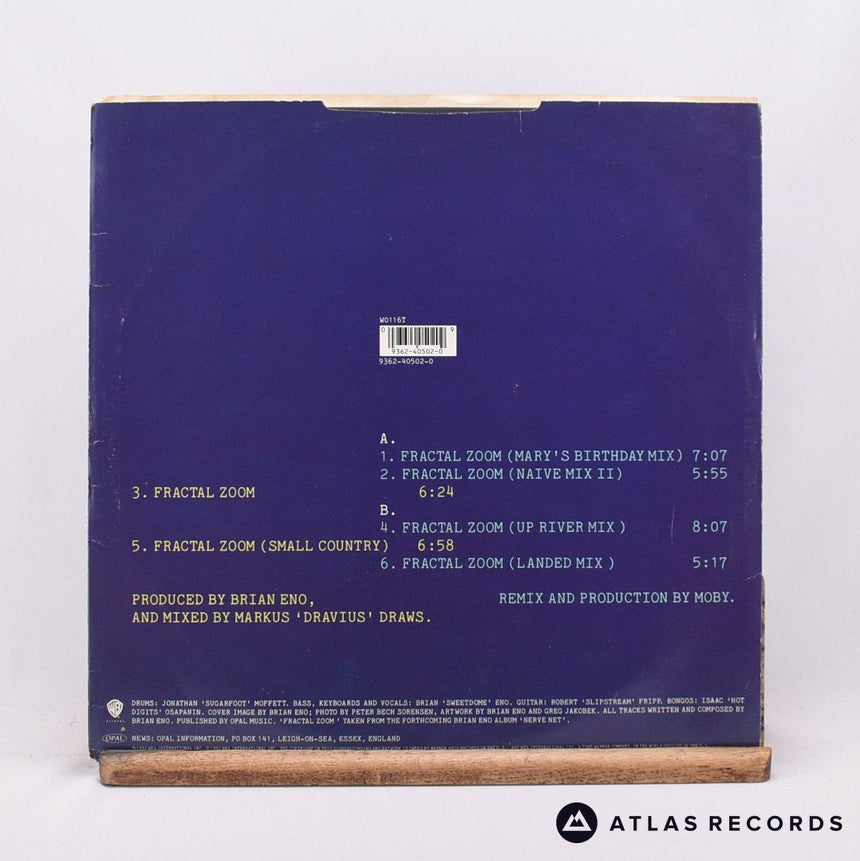 W0116T
0 9
9362-40502-0
9362-40502-0
A.
1. FRACTAL ZOOM (MARY'S BIRTHDAY MIX) 7:07
2. FRACTAL ZOOM (NAIVE MIX II) 5:55
3. FRACTAL ZOOM 6:24
B.
4. FRACTAL ZOOM (UP RIVER MIX ) 8:07
5. FRACTAL ZOOM (SMALL COUNTRY) 6:58
6. FRACTAL ZOOM (LANDED MIX ) 5:17
PRODUCED BY BRIAN ENO,
AND MIXED BY MARKUS 'DRAVIUS' DRAWS.
REMIX AND PRODUCTION BY MOBY.
DRUMS: JONATHAN 'SUGARFOOT' MOFFETT. BASS, KEYBOARDS AND VOCALS: BRIAN 'SWEETDOME' ENO. GUITAR: ROBERT 'SLIPSTREAM' FRIPP. BONGOS: ISAAC 'HOT
DIGITS' OSAPANIN. COVER IMAGE BY BRIAN ENO; PHOTO BY PETER BECH SORENSEN, ARTWORK BY BRIAN ENO AND GREG JAKOBEK. ALL TRACKS WRITTEN AND COMPOSED BY
BRIAN ENO. PUBLISHED BY OPAL MUSIC. 'FRACTAL ZOOM' TAKEN FROM THE FORTHCOMING BRIAN ENO ALBUM 'NERVE NET'.
OPAL
NEWS: OPAL INFORMATION, PO BOX 141, LEIGH-ON-SEA, ESSEX, ENGLAND
ATLAS RECORDS